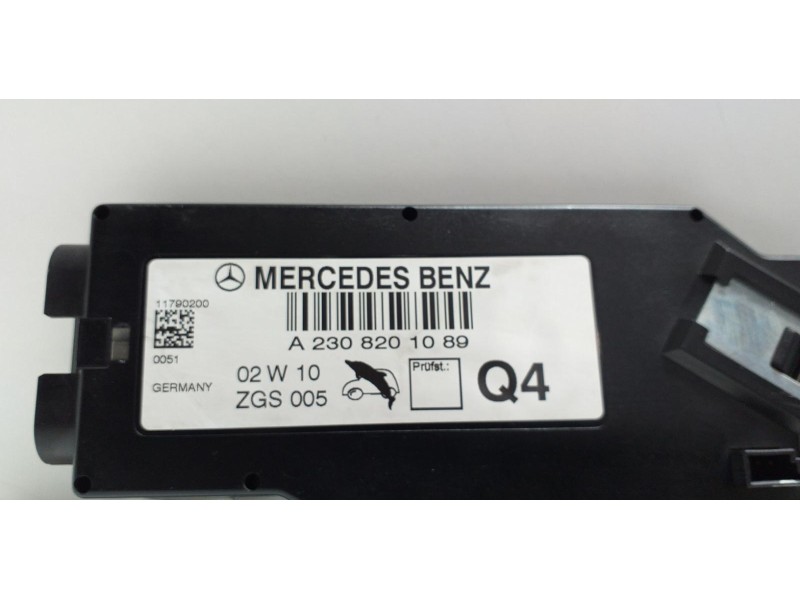 MERCEDES BENZ
11790200
A 230 820 10 89
0051
GERMANY
02 W 10
ZGS 005
Prüfst.:
Q4